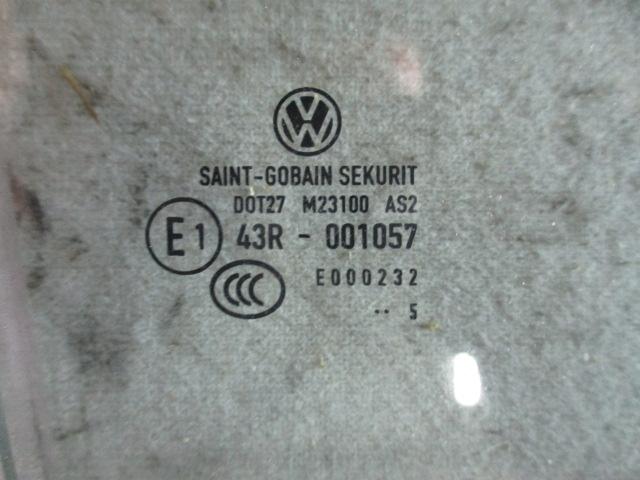 SAINT-GOBAIN SEKURIT
DOT27 M23100 AS2
E1 43R - 001057
CCC E000232
·· 5